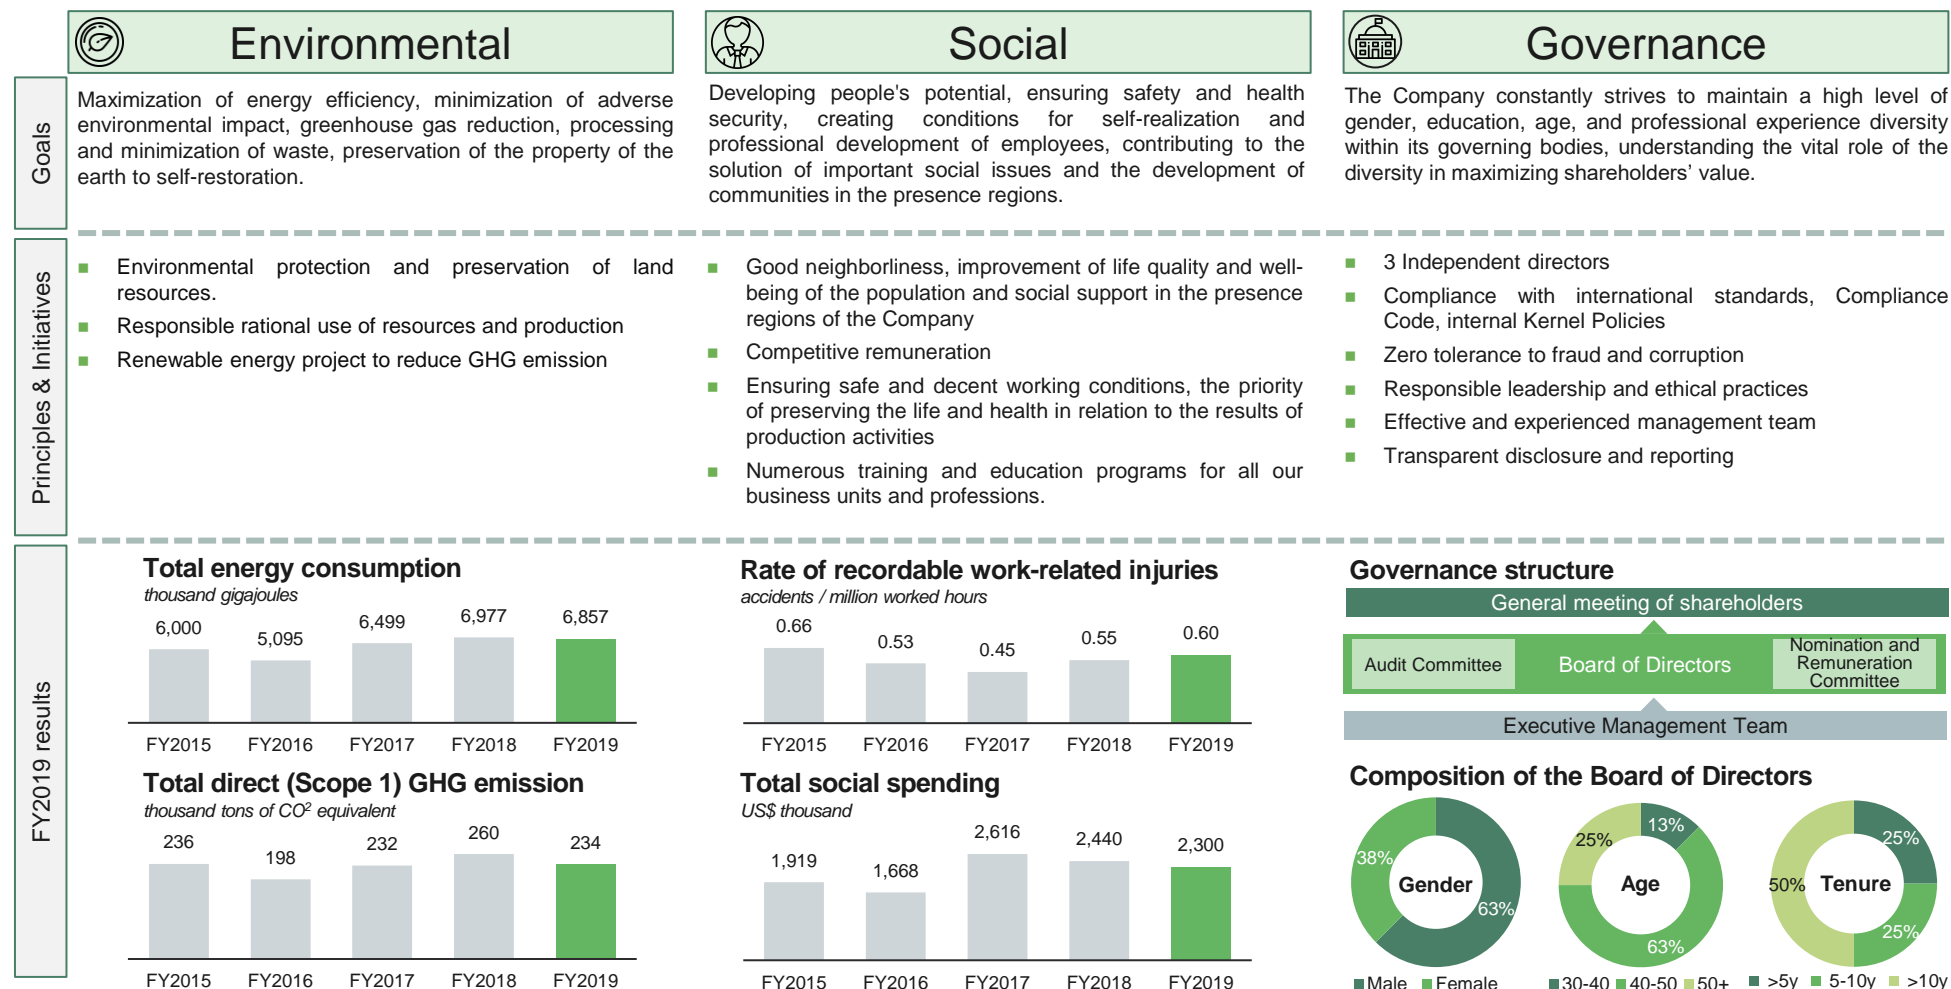 Environmental
Social
Governance
Goals
Maximization of energy efficiency, minimization of adverse
environmental impact, greenhouse gas reduction, processing
and minimization of waste, preservation of the property of the
earth to self-restoration.
Developing people's potential, ensuring safety and health
security, creating conditions for self-realization and
professional development of employees, contributing to the
solution of important social issues and the development of
communities in the presence regions.
The Company constantly strives to maintain a high level of
gender, education, age, and professional experience diversity
within its governing bodies, understanding the vital role of the
diversity in maximizing shareholders' value.
Principles & Initiatives
Environmental protection and preservation of land
resources.
Responsible rational use of resources and production
Renewable energy project to reduce GHG emission
Good neighborliness, improvement of life quality and well-
being of the population and social support in the presence
regions of the Company
Competitive remuneration
Ensuring safe and decent working conditions, the priority
of preserving the life and health in relation to the results of
production activities
Numerous training and education programs for all our
business units and professions.
3 Independent directors
Compliance with international standards, Compliance
Code, internal Kernel Policies
Zero tolerance to fraud and corruption
Responsible leadership and ethical practices
Effective and experienced management team
Transparent disclosure and reporting
FY2019 results
Total energy consumption
thousand gigajoules
6,000 5,095 6,499 6,977 6,857
FY2015 FY2016 FY2017 FY2018 FY2019
Total direct (Scope 1) GHG emission
thousand tons of CO² equivalent
236 198 232 260 234
FY2015 FY2016 FY2017 FY2018 FY2019
Rate of recordable work-related injuries
accidents / million worked hours
0.66 0.53 0.45 0.55 0.60
FY2015 FY2016 FY2017 FY2018 FY2019
Total social spending
US$ thousand
1,919 1,668 2,616 2,440 2,300
FY2015 FY2016 FY2017 FY2018 FY2019
Governance structure
General meeting of shareholders
Audit Committee
Board of Directors
Nomination and
Remuneration
Committee
Executive Management Team
Composition of the Board of Directors
38%
Gender
63%
Male Female
25%
13%
Age
63%
30-40 40-50 50+
25%
50%
Tenure
25%
>5y 5-10y >10y